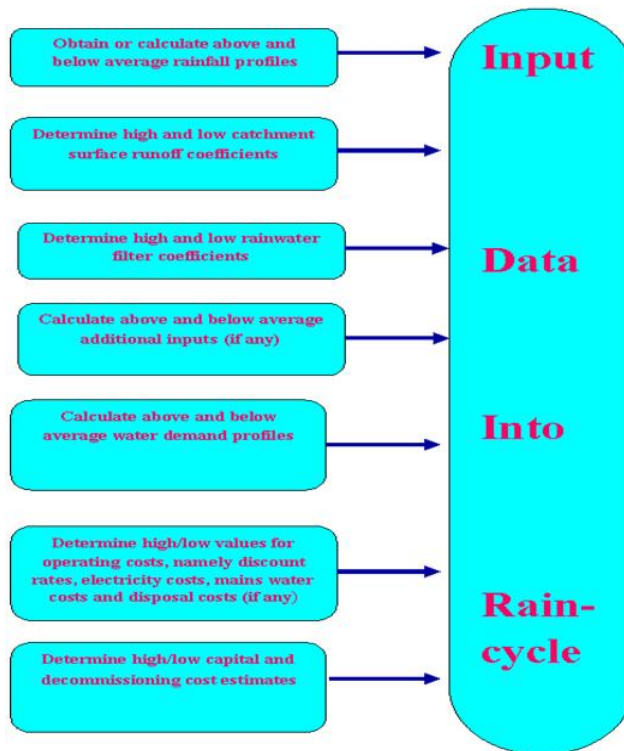 Obtain or calculate above and
below average rainfall profiles
Determine high and low catchment
surface runoff coefficients
Determine high and low rainwater
filter coefficients
Calculate above and below average
additional inputs (if any)
Calculate above and below
average water demand profiles
Determine high/low values for
operating costs, namely discount
rates, electricity costs, mains water
costs and disposal costs (if any)
Determine high/low capital and
decommissioning cost estimates
Input
Data
Into
Rain-
cycle